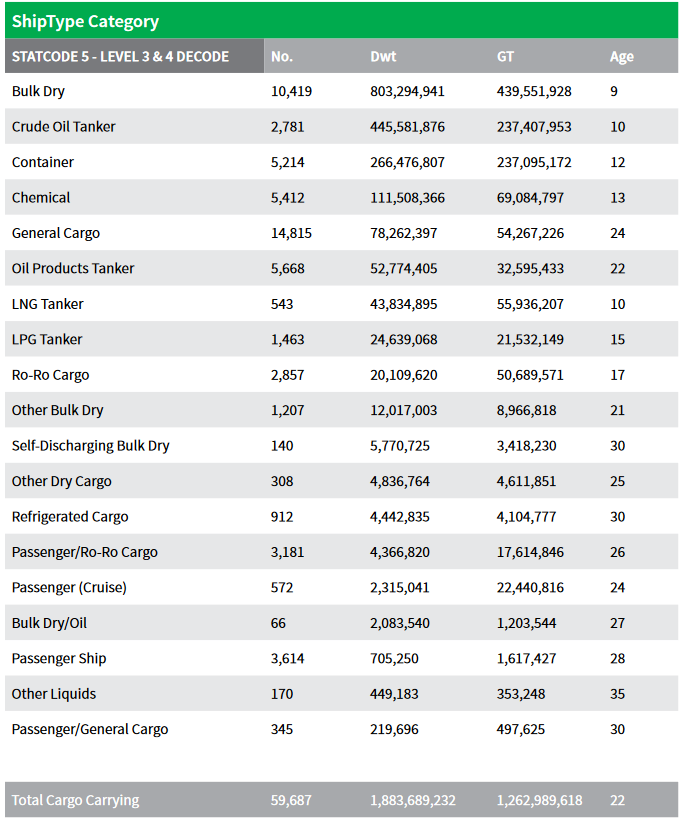 ShipType Category
STATCODE 5 - LEVEL 3 & 4 DECODE No. Dwt GT Age
Bulk Dry 10,419 803,294,941 439,551,928 9
Crude Oil Tanker 2,781 445,581,876 237,407,953 10
Container 5,214 266,476,807 237,095,172 12
Chemical 5,412 111,508,366 69,084,797 13
General Cargo 14,815 78,262,397 54,267,226 24
Oil Products Tanker 5,668 52,774,405 32,595,433 22
LNG Tanker 543 43,834,895 55,936,207 10
LPG Tanker 1,463 24,639,068 21,532,149 15
Ro-Ro Cargo 2,857 20,109,620 50,689,571 17
Other Bulk Dry 1,207 12,017,003 8,966,818 21
Self-Discharging Bulk Dry 140 5,770,725 3,418,230 30
Other Dry Cargo 308 4,836,764 4,611,851 25
Refrigerated Cargo 912 4,442,835 4,104,777 30
Passenger/Ro-Ro Cargo 3,181 4,366,820 17,614,846 26
Passenger (Cruise) 572 2,315,041 22,440,816 24
Bulk Dry/Oil 66 2,083,540 1,203,544 27
Passenger Ship 3,614 705,250 1,617,427 28
Other Liquids 170 449,183 353,248 35
Passenger/General Cargo 345 219,696 497,625 30
Total Cargo Carrying 59,687 1,883,689,232 1,262,989,618 22